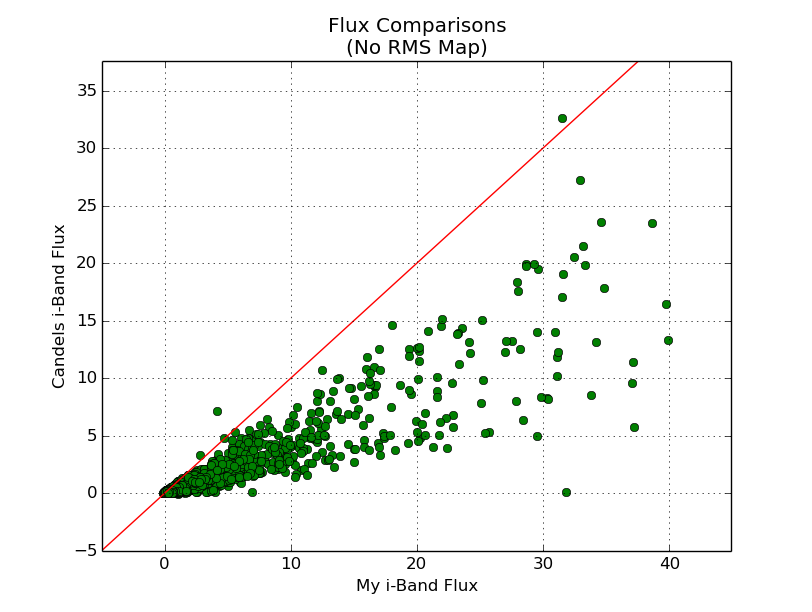 Flux Comparisons
(No RMS Map)
35
30
25
20
15
10
5
0
−5
Candels i-Band Flux
0 10 20 30 40
My i-Band Flux